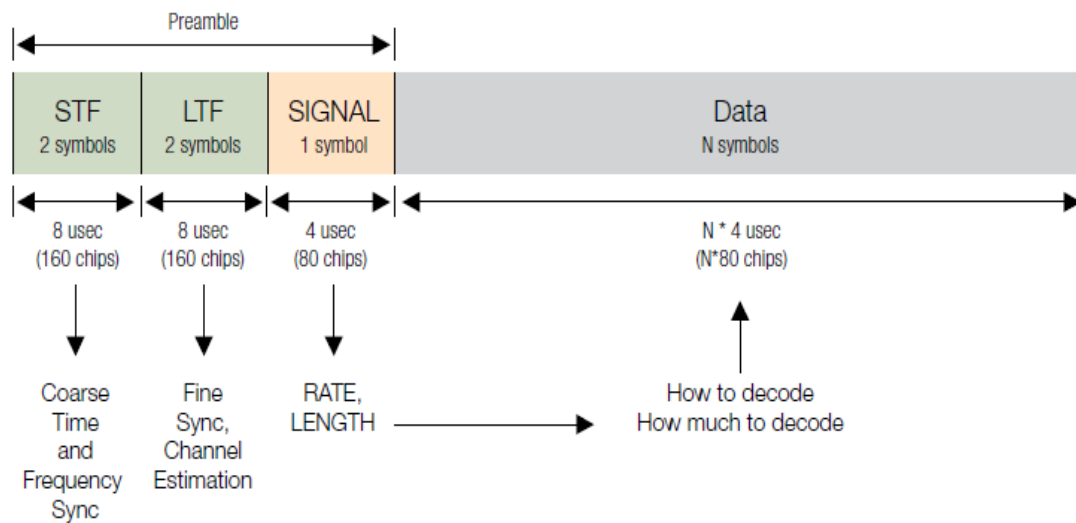 Preamble
STF
2 symbols
LTF
2 symbols
SIGNAL
1 symbol
Data
N symbols
8 usec
(160 chips)
8 usec
(160 chips)
4 usec
(80 chips)
N * 4 usec
(N*80 chips)
Coarse
Time
and
Frequency
Sync
Fine
Sync,
Channel
Estimation
RATE,
LENGTH
How to decode
How much to decode